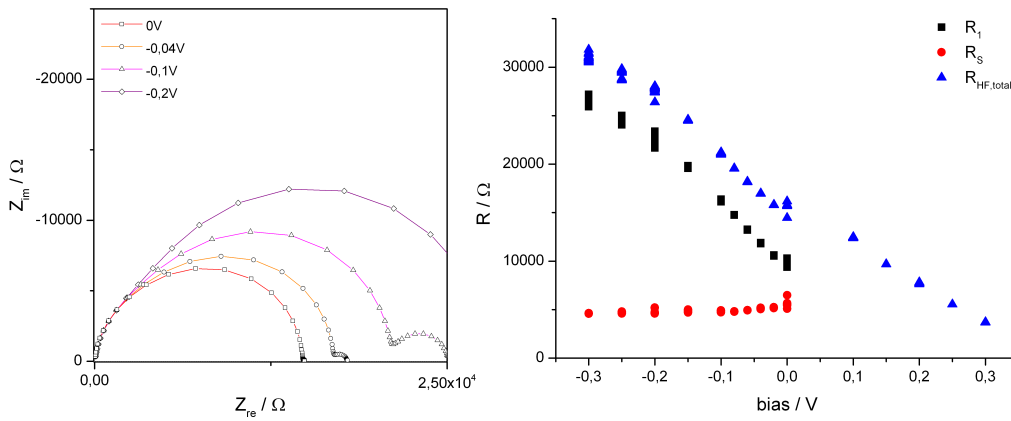 0V
-0,04V
-0,1V
-0,2V
-20000
-10000
0
0,00
2,50x10⁴
Z_im / Ω
Z_re / Ω
R₁
R_S
R_HF,total
30000
20000
10000
0
-0,3
-0,2
-0,1
0,0
0,1
0,2
0,3
R / Ω
bias / V